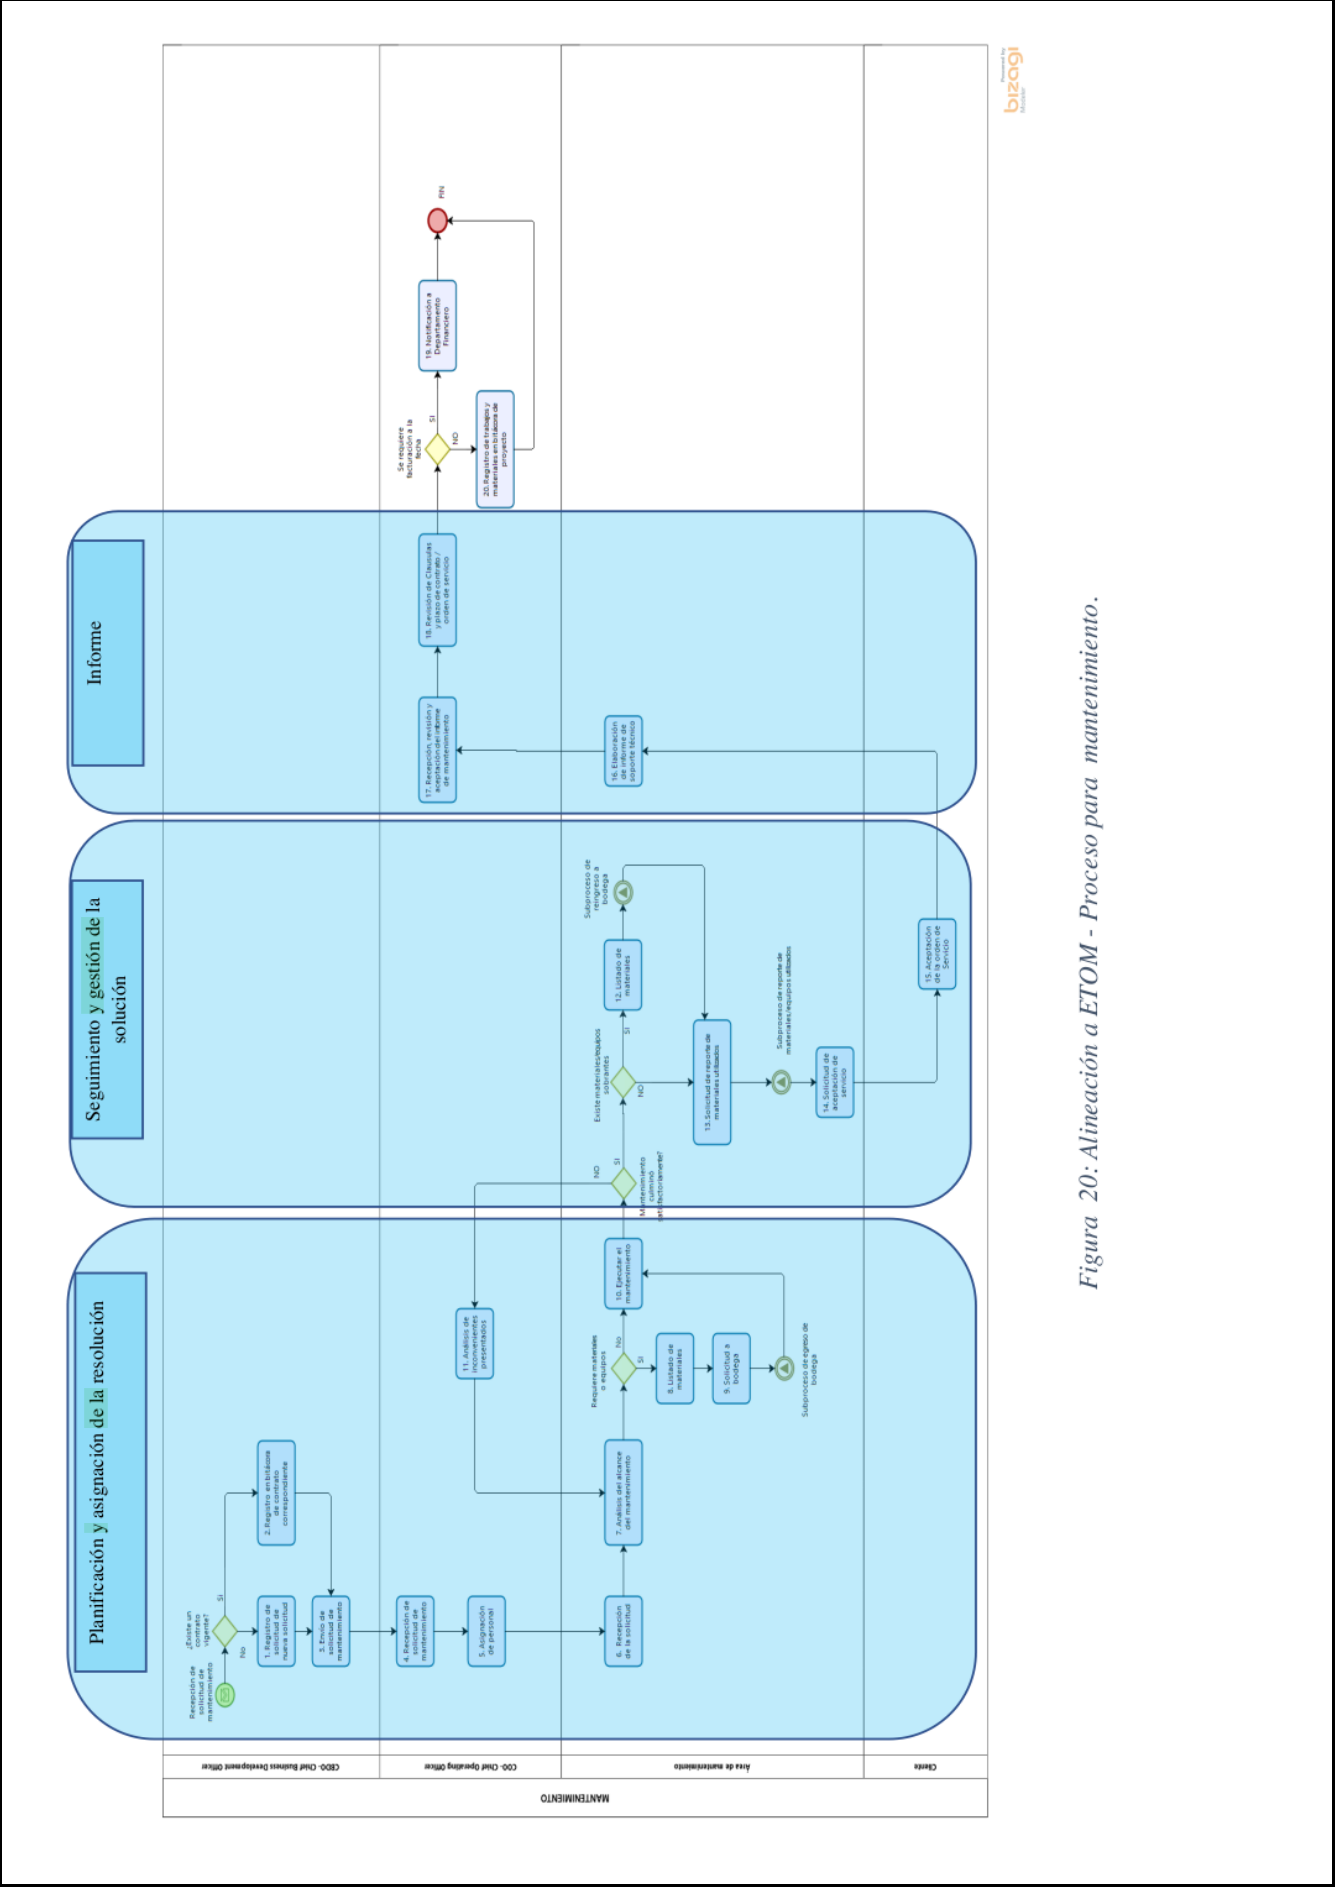 Planificación y asignación de la resolución
Seguimiento y gestión de la
solución
Informe
MANTENIMIENTO
CBDO- Chief Business Development Officer
COO- Chief Operating Officer
Área de mantenimiento
Cliente
Recepción de
solicitud de
mantenimiento
¿Existe un
contrato
vigente?
Si
No
1. Registro de
solicitud de
nueva solicitud
2. Registro en bitácora
de contrato
correspondiente
3. Envío de
solicitud de
mantenimiento
4. Recepción de
solicitud de
mantenimiento
5. Asignación
de personal
6. Recepción
de la solicitud
7. Análisis del alcance
del mantenimiento
Requiere materiales
o equipos
No
SI
8. Listado de
materiales
9. Solicitud a
bodega
Subproceso de egreso de
bodega
10. Ejecutar el
mantenimiento
11. Análisis de
inconvenientes
presentados
Mantenimiento
culminó
satisfactoriamente?
NO
SI
Existe materiales/equipos
sobrantes
SI
NO
12. Listado de
materiales
Subproceso de
reingreso a
bodega
13. Solicitud de reporte de
materiales utilizados
Subproceso de reporte de
materiales/equipos utilizados
14. Solicitud de
aceptación de
servicio
15. Aceptación
de la orden de
Servicio
16. Elaboración
de informe de
soporte técnico
17. Recepción, revisión y
aceptación del informe
de mantenimiento
18. Revisión de Clausulas
y plazo de contrato /
orden de servicio
Se requiere
facturación a la
fecha
SI
NO
19. Notificación a
Departamento
Financiero
20. Registro de trabajos y
materiales en bitácora de
proyecto
FIN
Powered by
bizagi
Modeler
Figura 20: Alineación a ETOM - Proceso para mantenimiento.